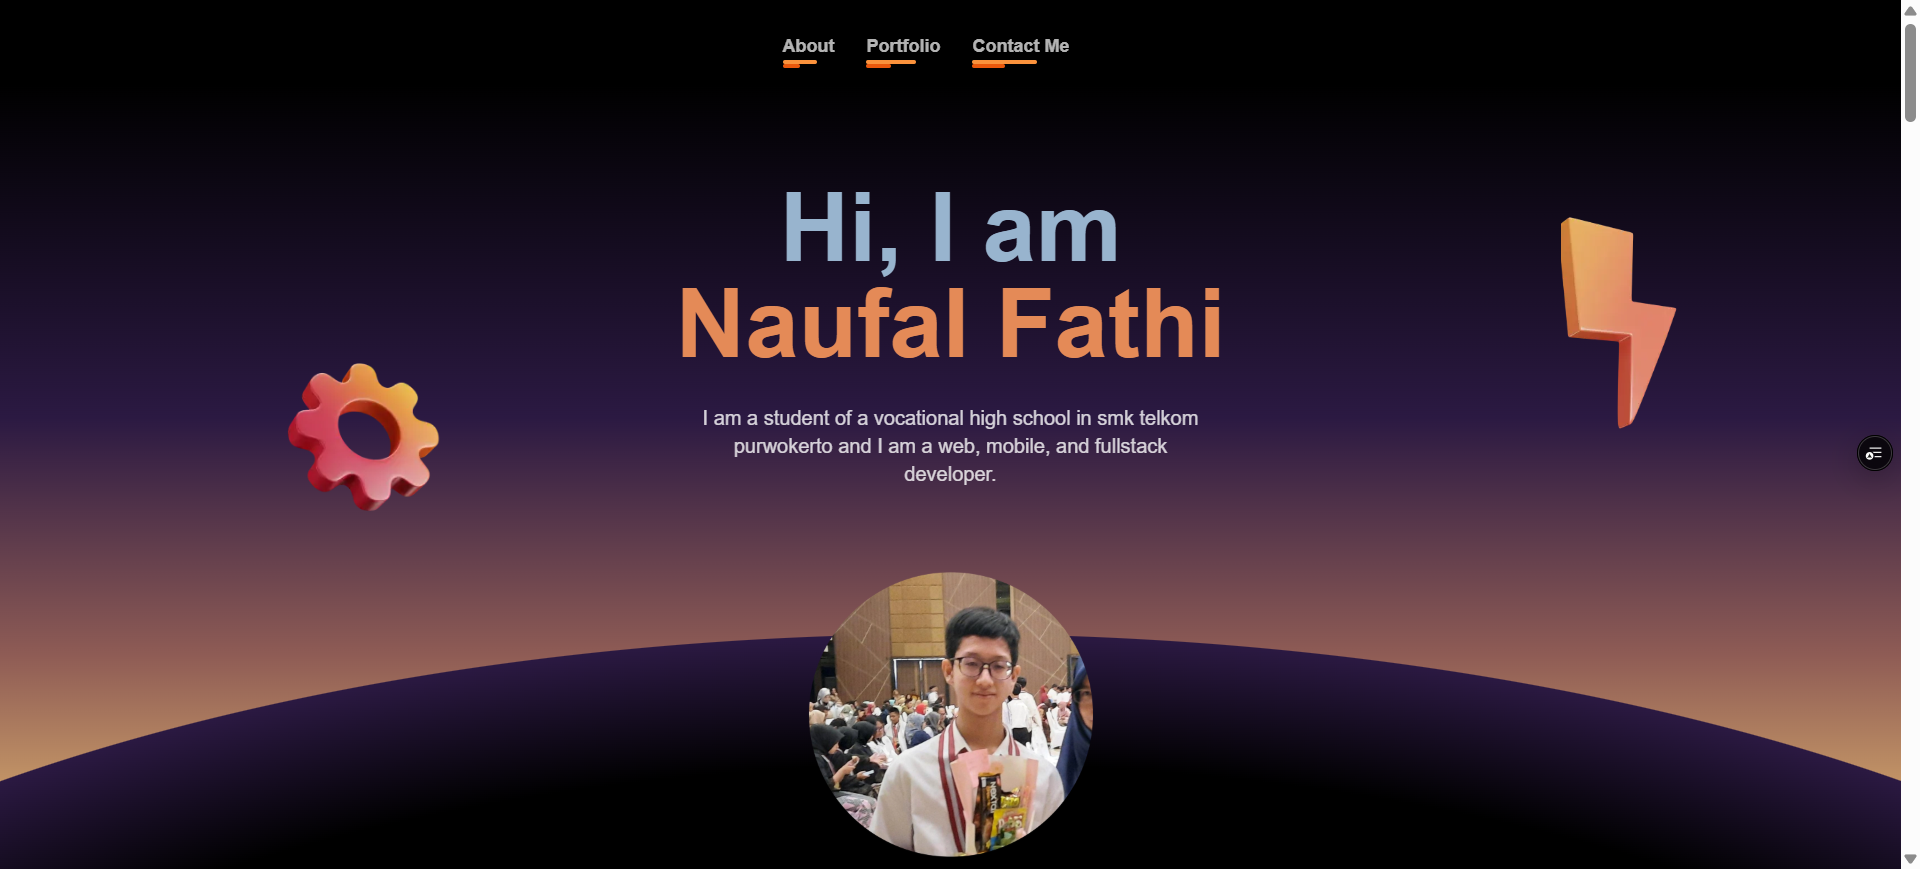 About Portfolio Contact Me
Hi, I am
Naufal Fathi
I am a student of a vocational high school in smk telkom
purwokerto and I am a web, mobile, and fullstack
developer.